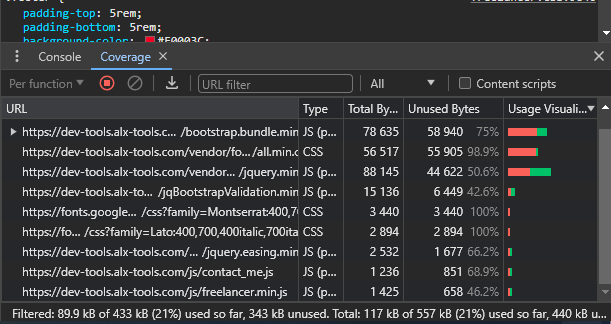 padding-top: 5rem;
padding-bottom: 5rem;
background-color: #F0003C;
Console Coverage ×
Per function URL filter All Content scripts
URL Type Total By... Unused Bytes Usage Visuali...
https://dev-tools.alx-tools.c... /bootstrap.bundle.min JS (p... 78 635 58 940 75%
https://dev-tools.alx-tools.com/vendor/fo... /all.min.c CSS 56 517 55 905 98.9%
https://dev-tools.alx-tools.com/vendor... /jquery.min JS (p... 88 145 44 622 50.6%
https://dev-tools.alx-to... /jqBootstrapValidation.min JS (p... 15 136 6 449 42.6%
https://fonts.google... /css?family=Montserrat:400,70 CSS 3 440 3 440 100%
https://fo... /css?family=Lato:400,700,400italic,700ita CSS 2 894 2 894 100%
https://dev-tools.alx-tools.com/... /jquery.easing.min JS (p... 2 532 1 677 66.2%
https://dev-tools.alx-tools.com/js/contact_me.js JS (p... 1 236 851 68.9%
https://dev-tools.alx-tools.com/js/freelancer.min.js JS (p... 1 425 658 46.2%
Filtered: 89.9 kB of 433 kB (21%) used so far, 343 kB unused. Total: 117 kB of 557 kB (21%) used so far, 440 kB u...